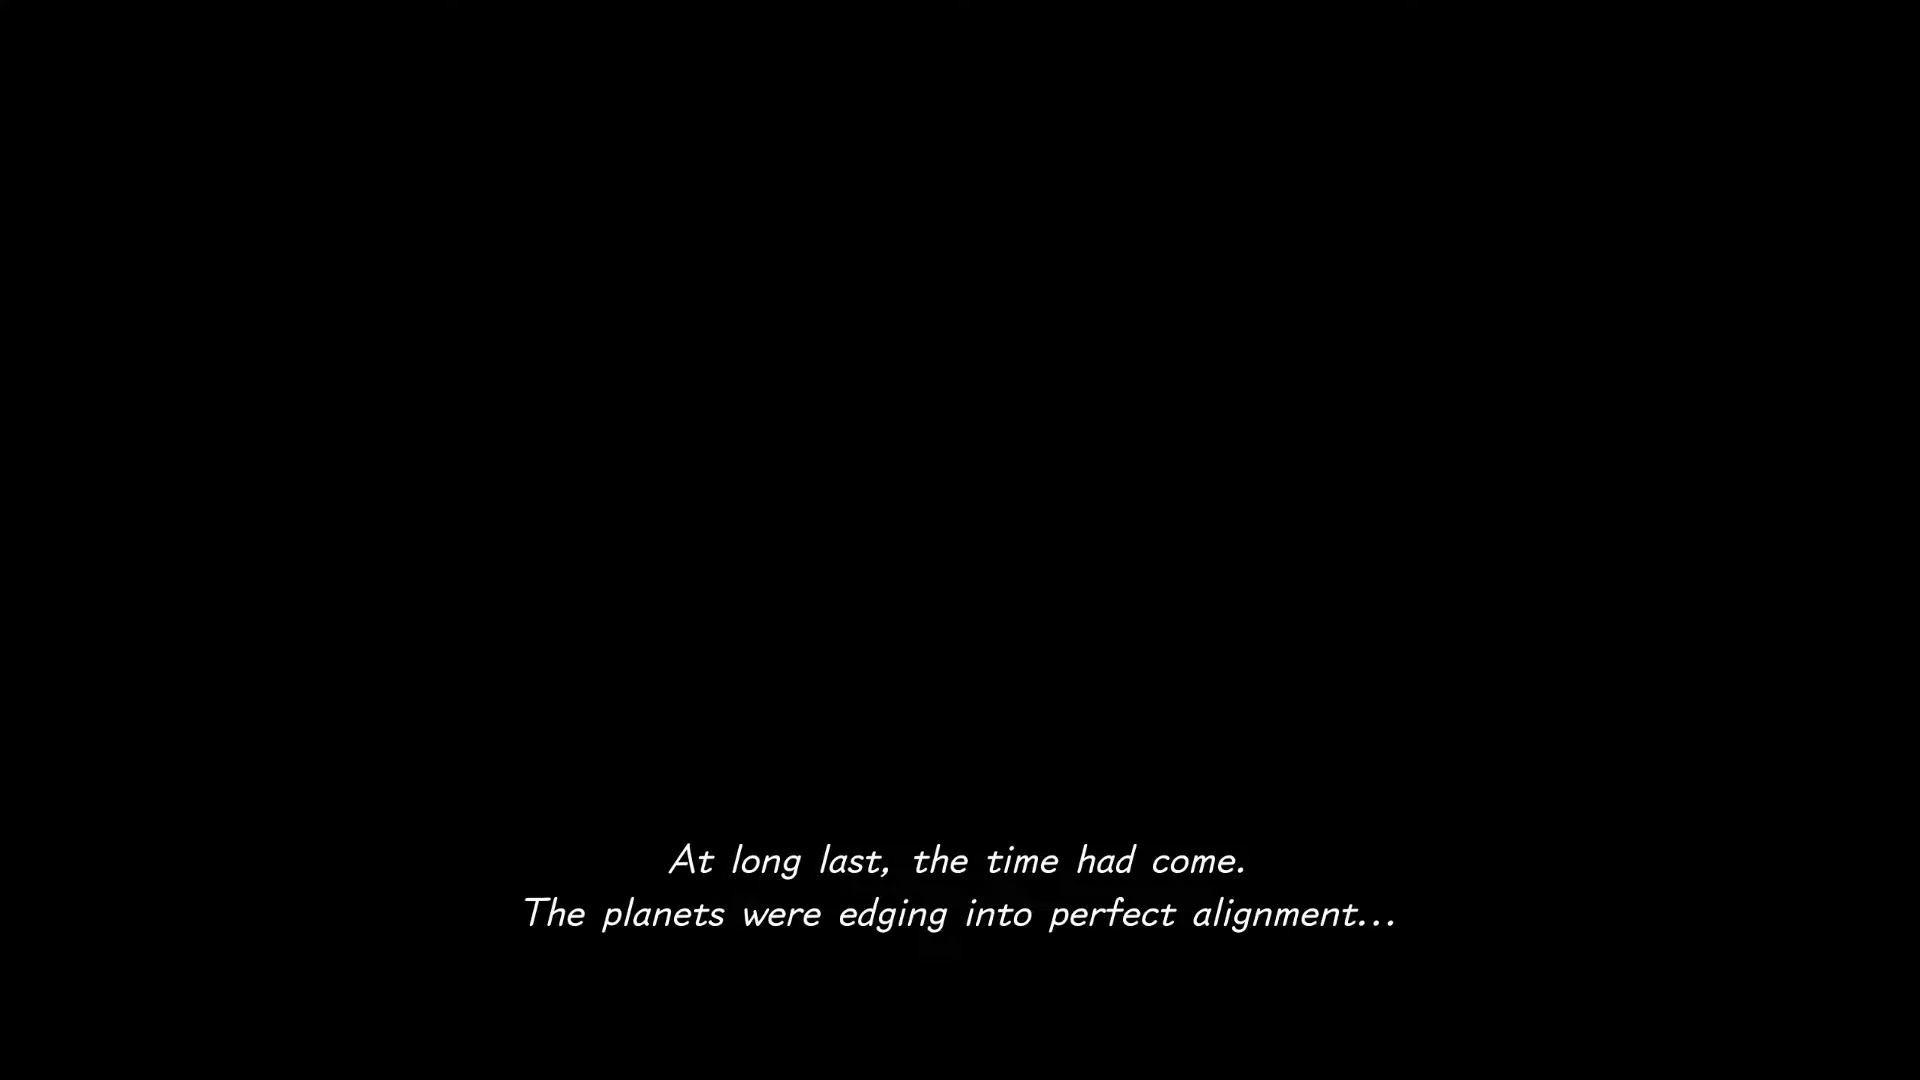 At long last, the time had come.
The planets were edging into perfect alignment...